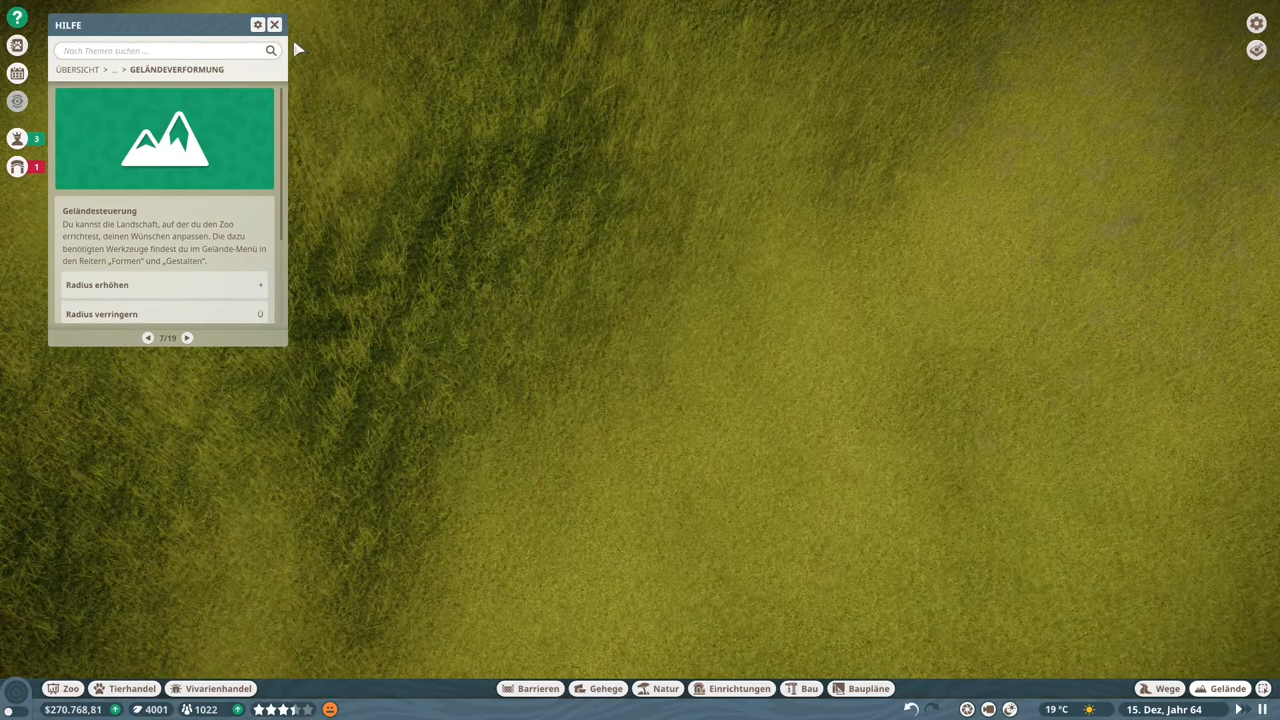 HILFE
Nach Themen suchen ...
ÜBERSICHT > ... > GELÄNDEVERFORMUNG
3
1
Geländesteuerung
Du kannst die Landschaft, auf der du den Zoo
errichtest, deinen Wünschen anpassen. Die dazu
benötigten Werkzeuge findest du im Gelände-Menü in
den Reitern „Formen“ und „Gestalten“.
Radius erhöhen +
Radius verringern Ü
7/19
Zoo Tierhandel Vivarienhandel Barrieren Gehege Natur Einrichtungen Bau Baupläne Wege Gelände
$270.768,81 4001 1022 19 °C 15. Dez, Jahr 64